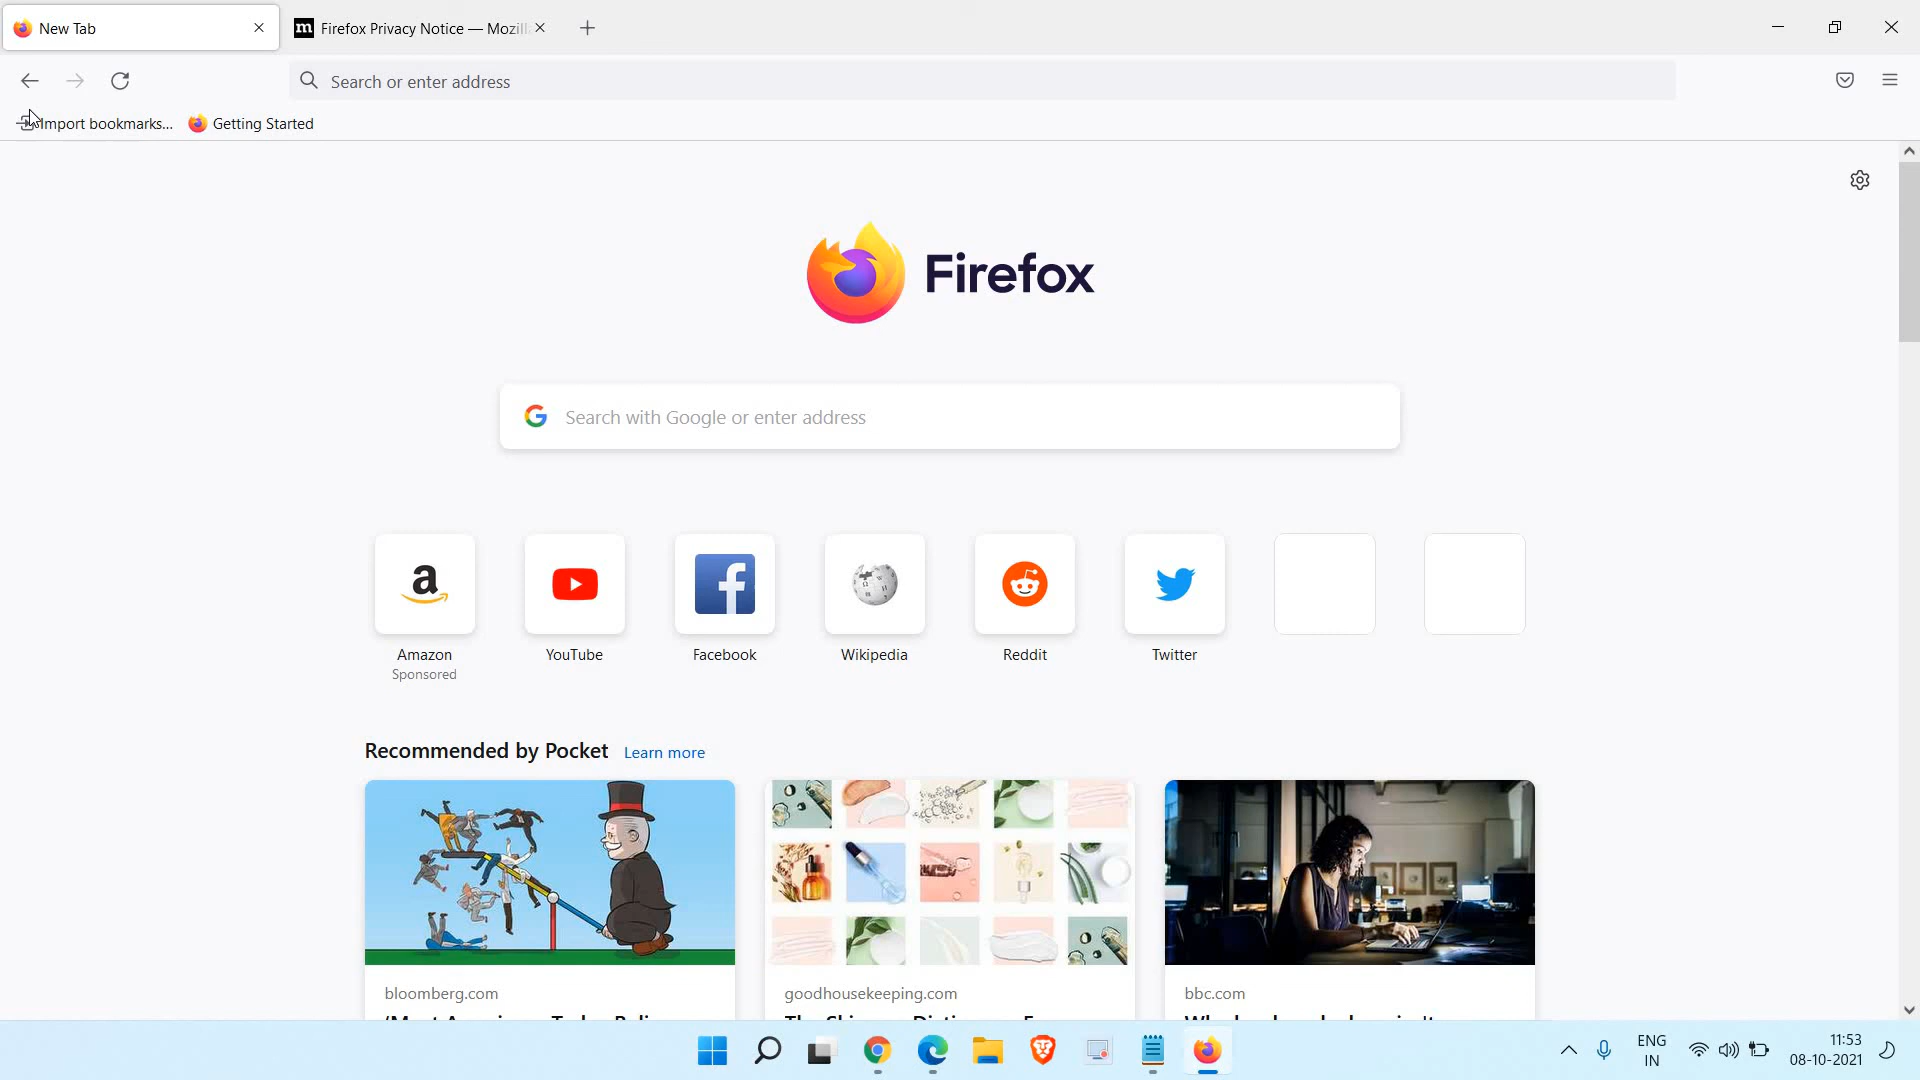 New Tab
Firefox Privacy Notice — Mozil
Search or enter address
Import bookmarks...
Getting Started
Firefox
Search with Google or enter address
Amazon
Sponsored
YouTube
Facebook
Wikipedia
Reddit
Twitter
Recommended by Pocket Learn more
bloomberg.com
goodhousekeeping.com
bbc.com
ENG
IN
11:53
08-10-2021